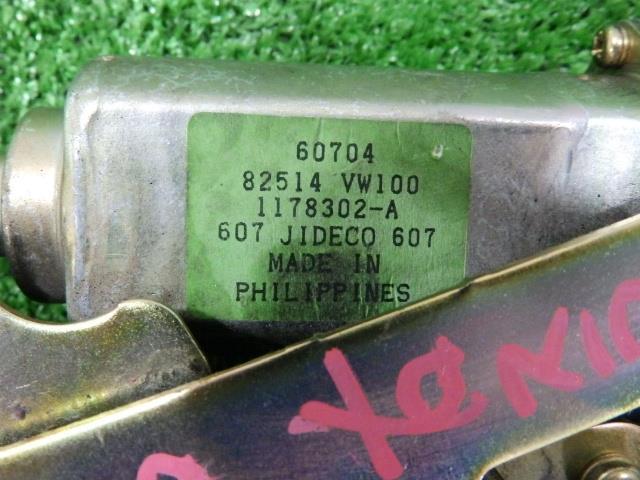 60704
82514 VW100
1178302-A
607 JIDECO 607
MADE IN
PHILIPPINES